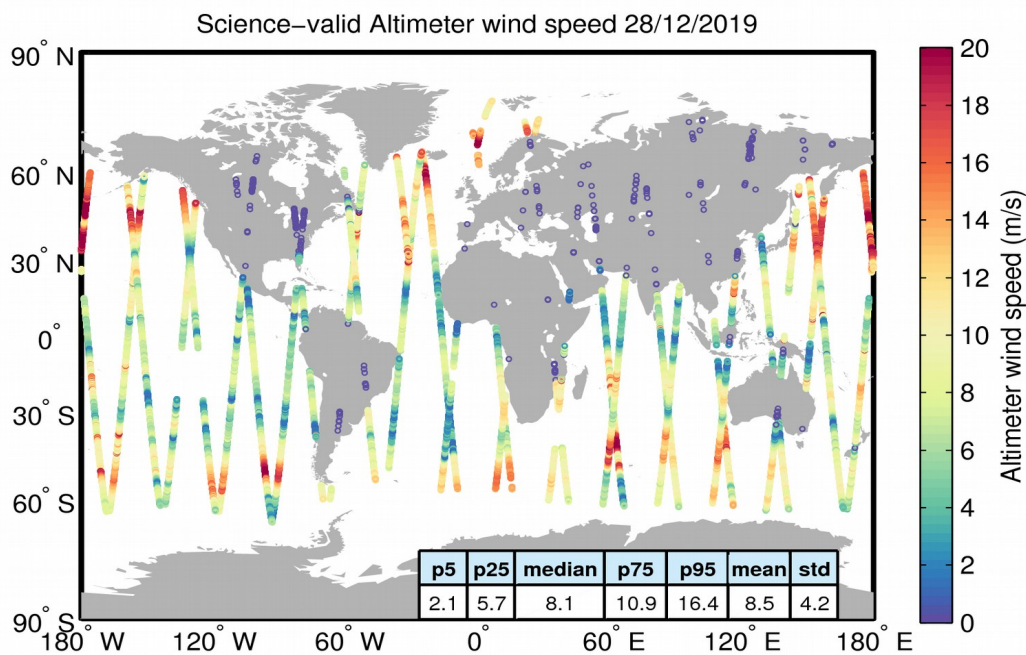 Science−valid Altimeter wind speed 28/12/2019
90° N
60° N
30° N
0°
30° S
60° S
90° S
180° W
120° W
60° W
0°
60° E
120° E
180° E
p5 p25 median p75 p95 mean std
2.1 5.7 8.1 10.9 16.4 8.5 4.2
20
18
16
14
12
10
8
6
4
2
0
Altimeter wind speed (m/s)